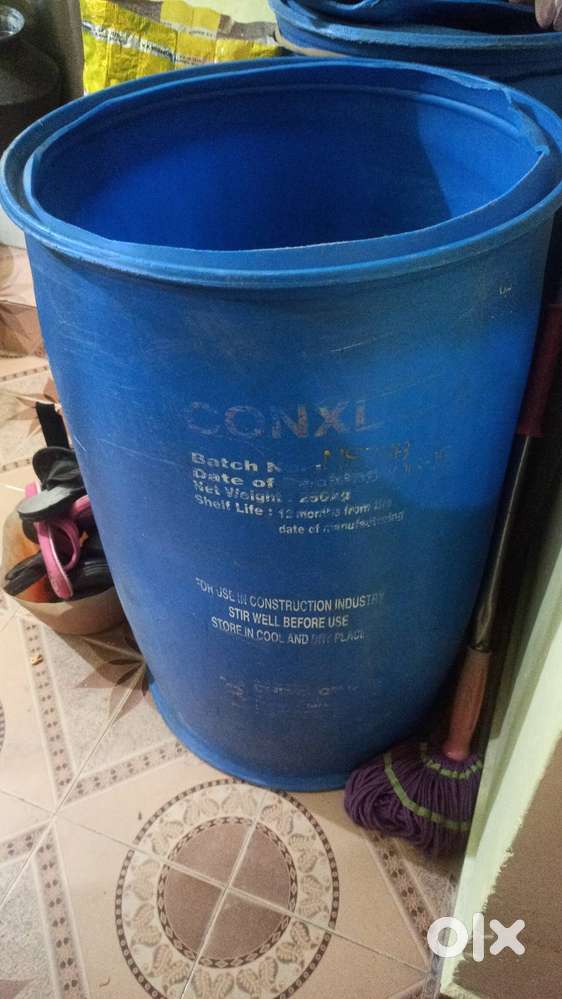 CONXL
Batch
Date of
Net Weight : 250kg
Shelf Life : 12 months from the
date of manufacturing
FOR USE IN CONSTRUCTION INDUSTRY
STIR WELL BEFORE USE
STORE IN COOL AND DRY PLACE
olx